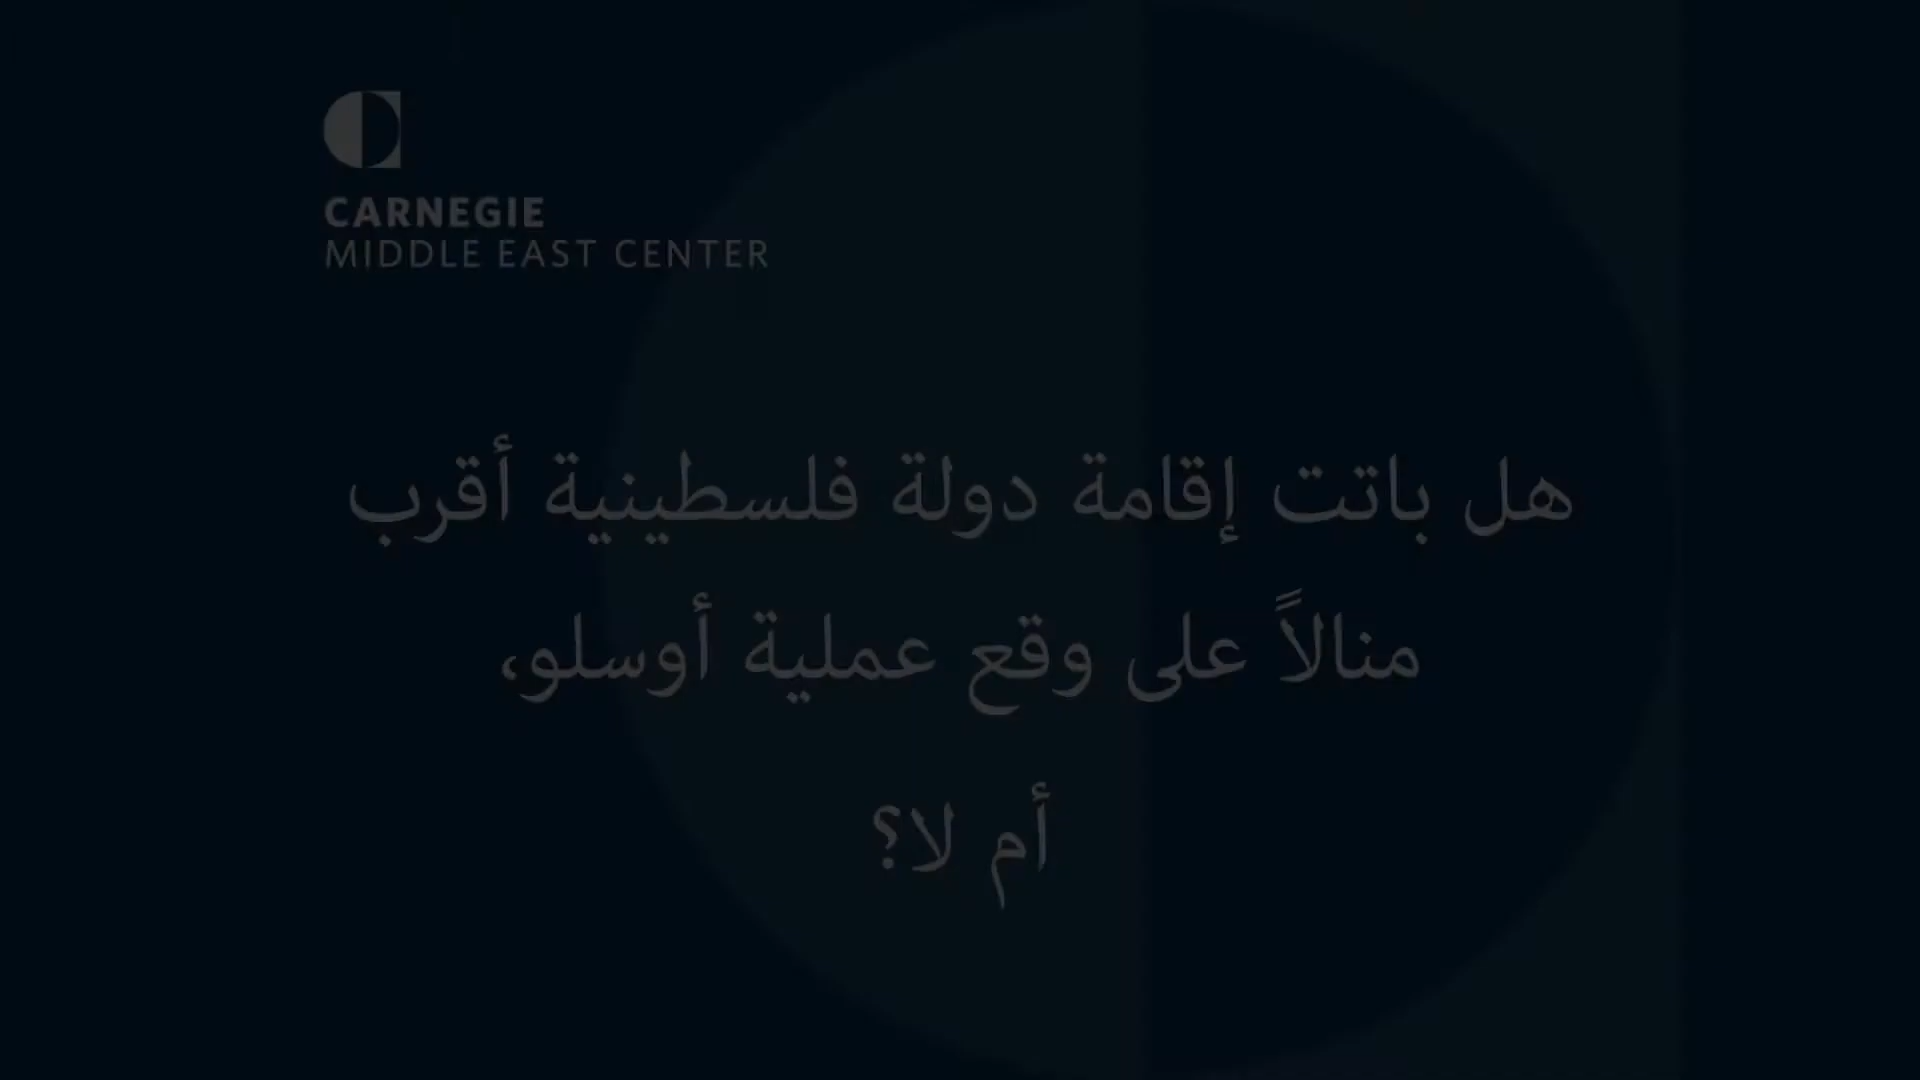 CARNEGIE
MIDDLE EAST CENTER
هل باتت إقامة دولة فلسطينية أقرب
منالاً على وقع عملية أوسلو،
أم لا؟